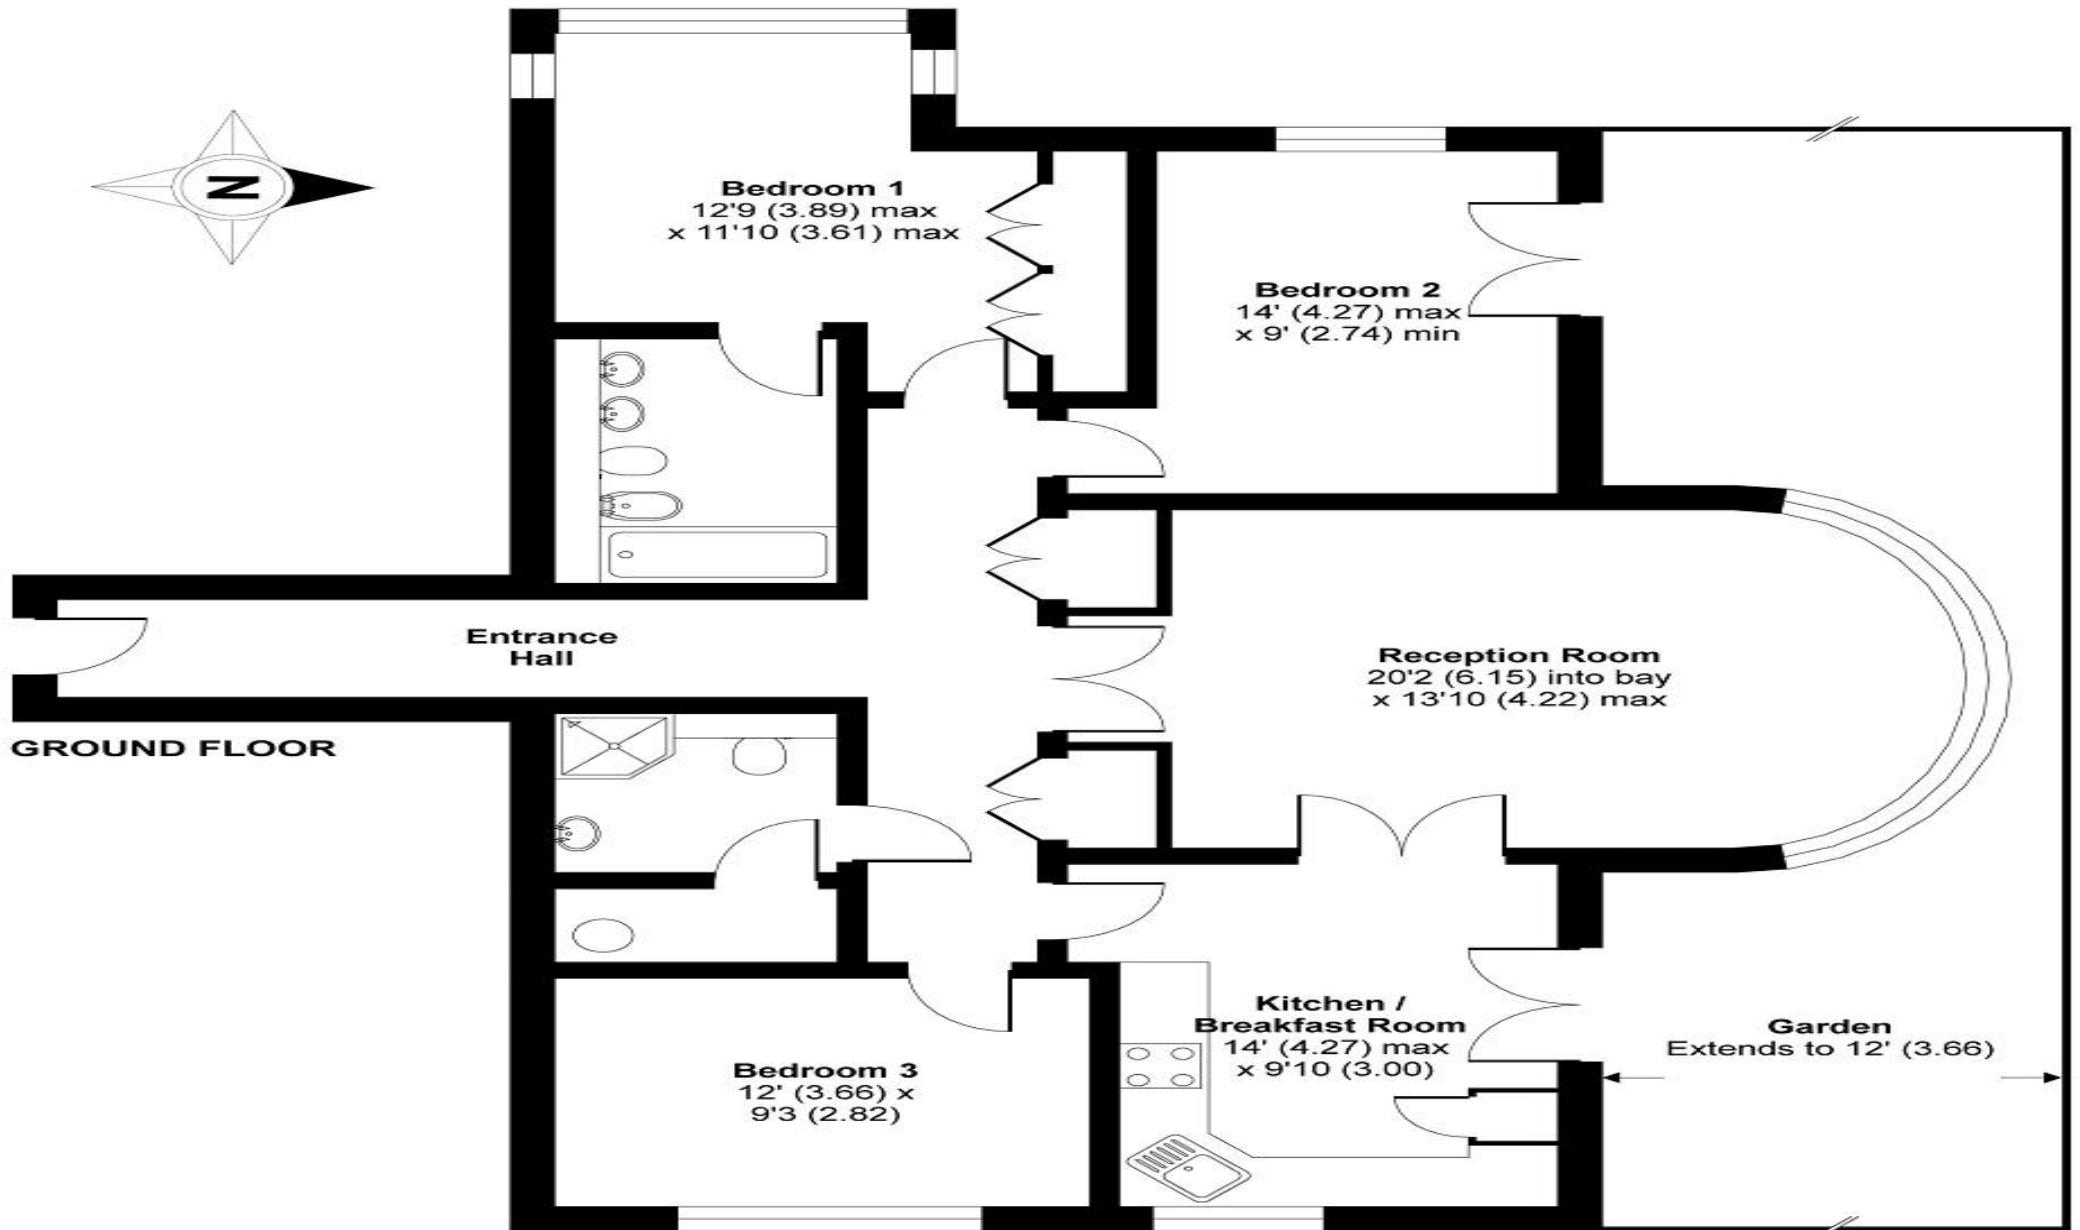 N
Bedroom 1
12'9 (3.89) max
x 11'10 (3.61) max
Bedroom 2
14' (4.27) max
x 9' (2.74) min
Entrance
Hall
Reception Room
20'2 (6.15) into bay
x 13'10 (4.22) max
GROUND FLOOR
Kitchen /
Breakfast Room
14' (4.27) max
x 9'10 (3.00)
Garden
Extends to 12' (3.66)
Bedroom 3
12' (3.66) x
9'3 (2.82)